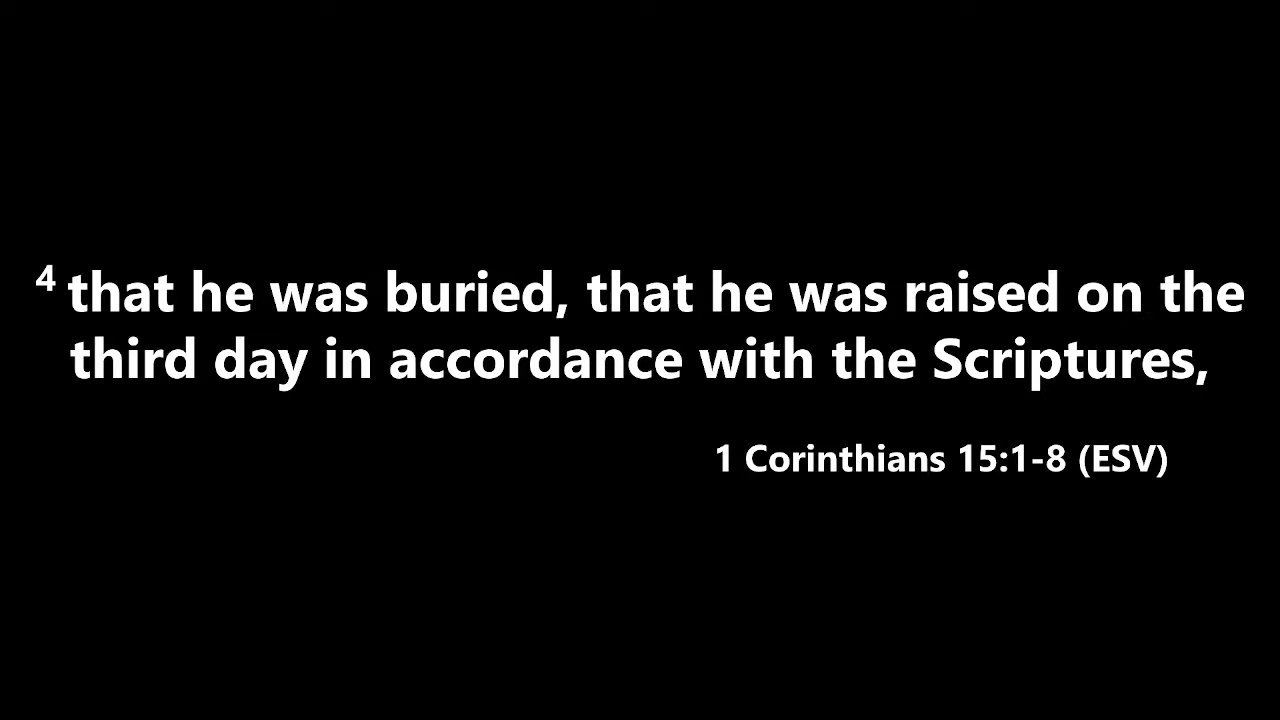 4 that he was buried, that he was raised on the
third day in accordance with the Scriptures,
1 Corinthians 15:1-8 (ESV)